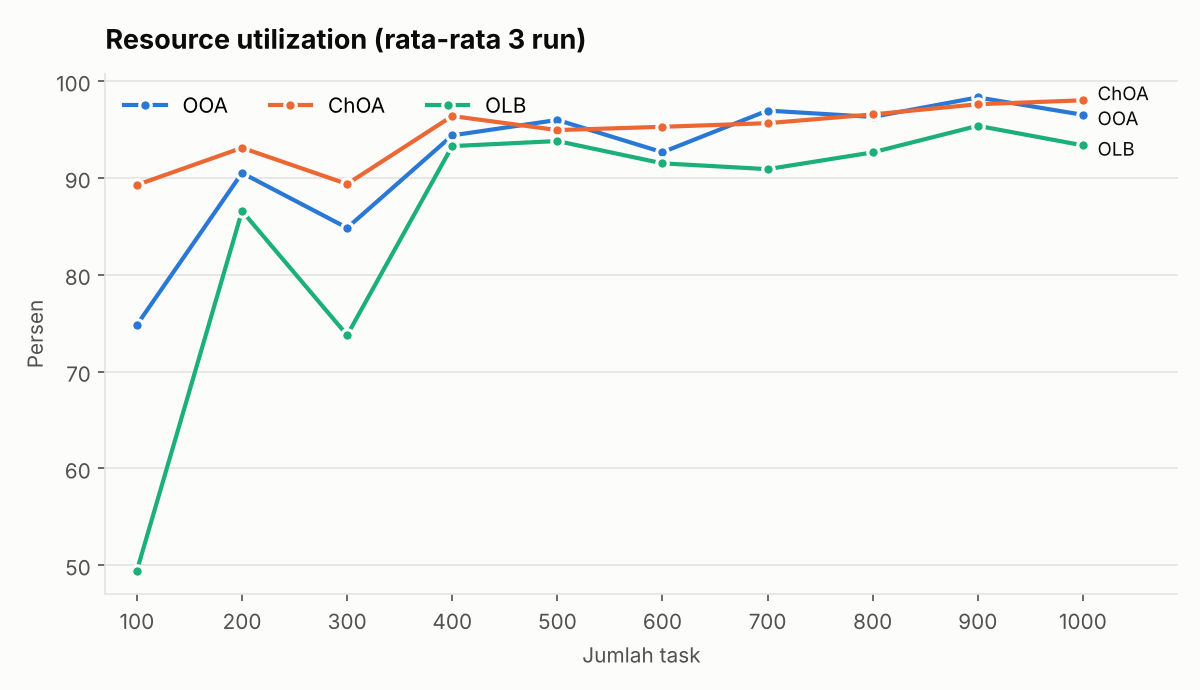 Resource utilization (rata-rata 3 run)
OOA ChOA OLB
100
90
80
70
60
50
Persen
ChOA
OOA
OLB
100 200 300 400 500 600 700 800 900 1000
Jumlah task